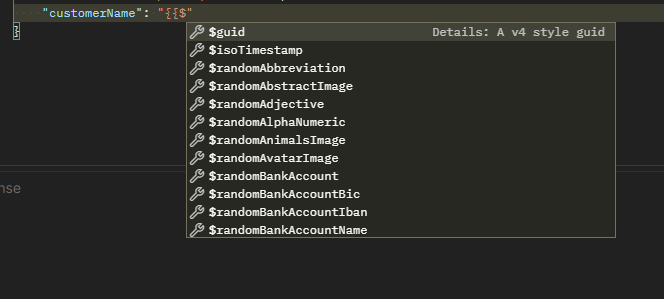 "customerName": "{{$"
}
$guid Details: A v4 style guid
$isoTimestamp
$randomAbbreviation
$randomAbstractImage
$randomAdjective
$randomAlphaNumeric
$randomAnimalsImage
$randomAvatarImage
nse
$randomBankAccount
$randomBankAccountBic
$randomBankAccountIban
$randomBankAccountName